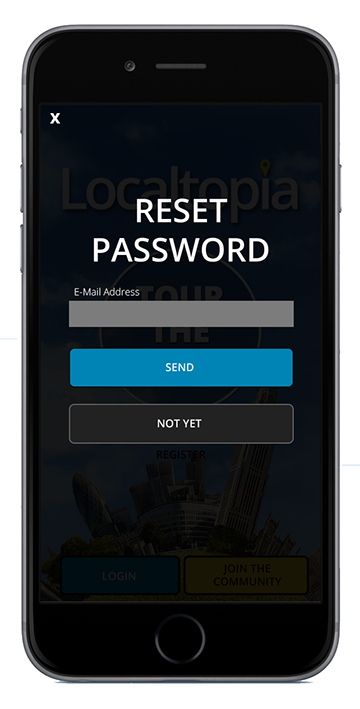 X
Localtopia
RESET
PASSWORD
E-Mail Address
TOUR
THE
SEND
NOT YET
REGISTER
LOGIN
JOIN THE
COMMUNITY